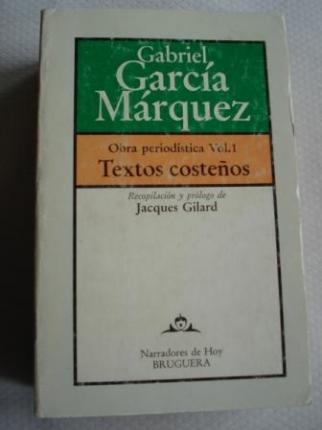 Gabriel
García
Márquez
Obra periodística Vol.1
Textos costeños
Recopilación y prólogo de
Jacques Gilard
Narradores de Hoy
BRUGUERA